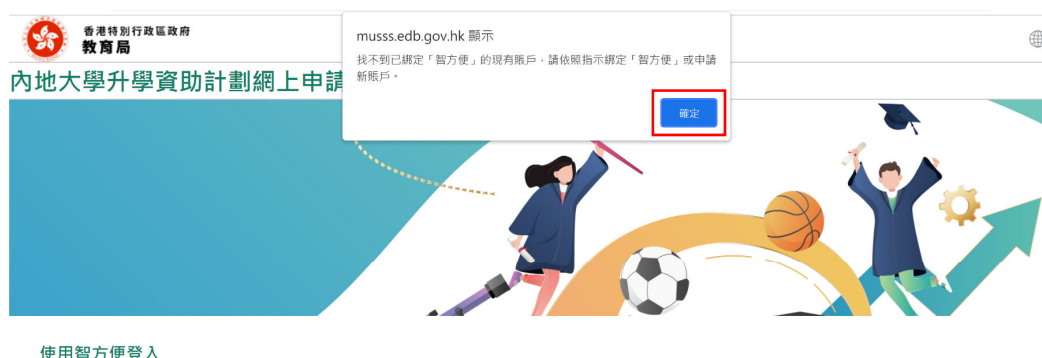 香港特別行政區政府
教育局
內地大學升學資助計劃網上申請
musss.edb.gov.hk 顯示
找不到已綁定「智方便」的現有賬戶，請依照指示綁定「智方便」或申請
新賬戶。
確定
使用智方便登入